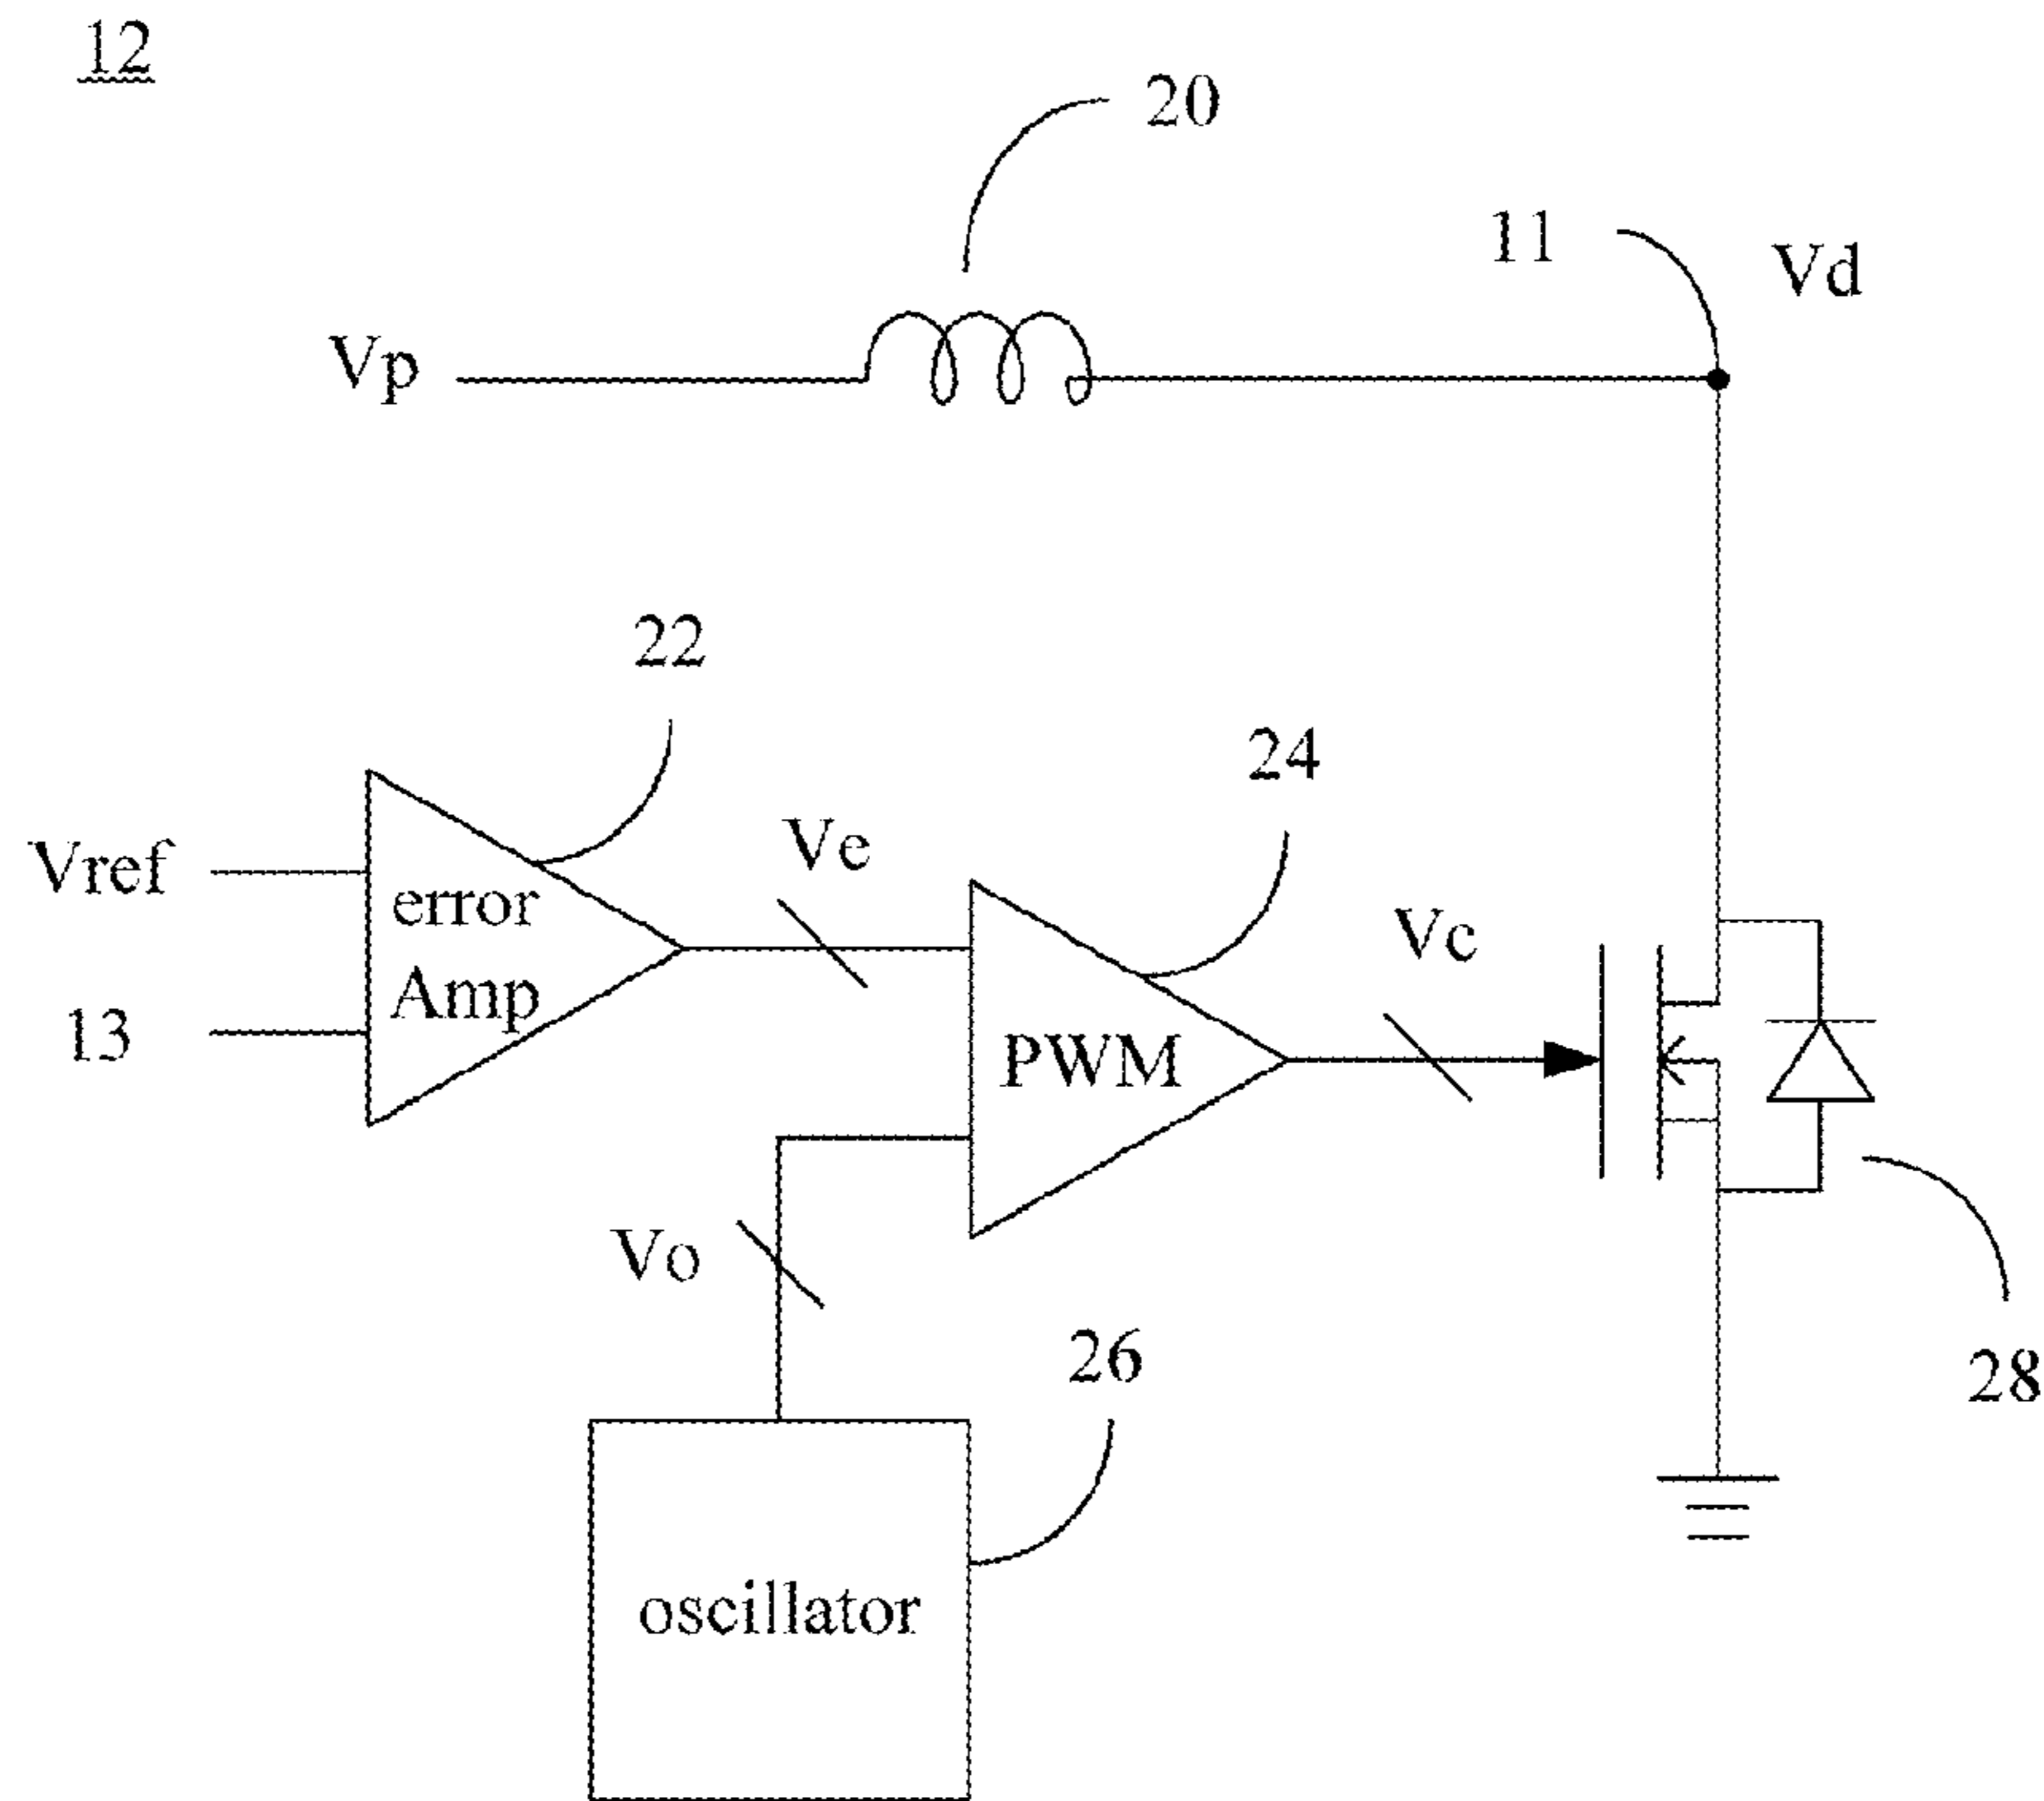 12
20
11
Vd
Vp
22
24
Vref
error
Amp
Ve
Vc
13
PWM
Vo
26
28
oscillator